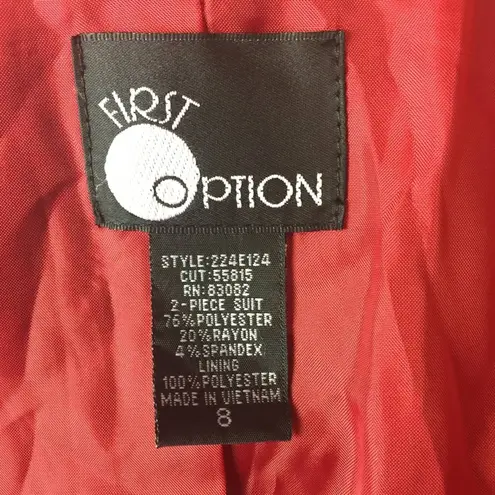 FIRST
OPTION
STYLE:224E124
CUT:55815
RN:83082
2-PIECE SUIT
76%POLYESTER
20%RAYON
4%SPANDEX
LINING
100%POLYESTER
MADE IN VIETNAM
8